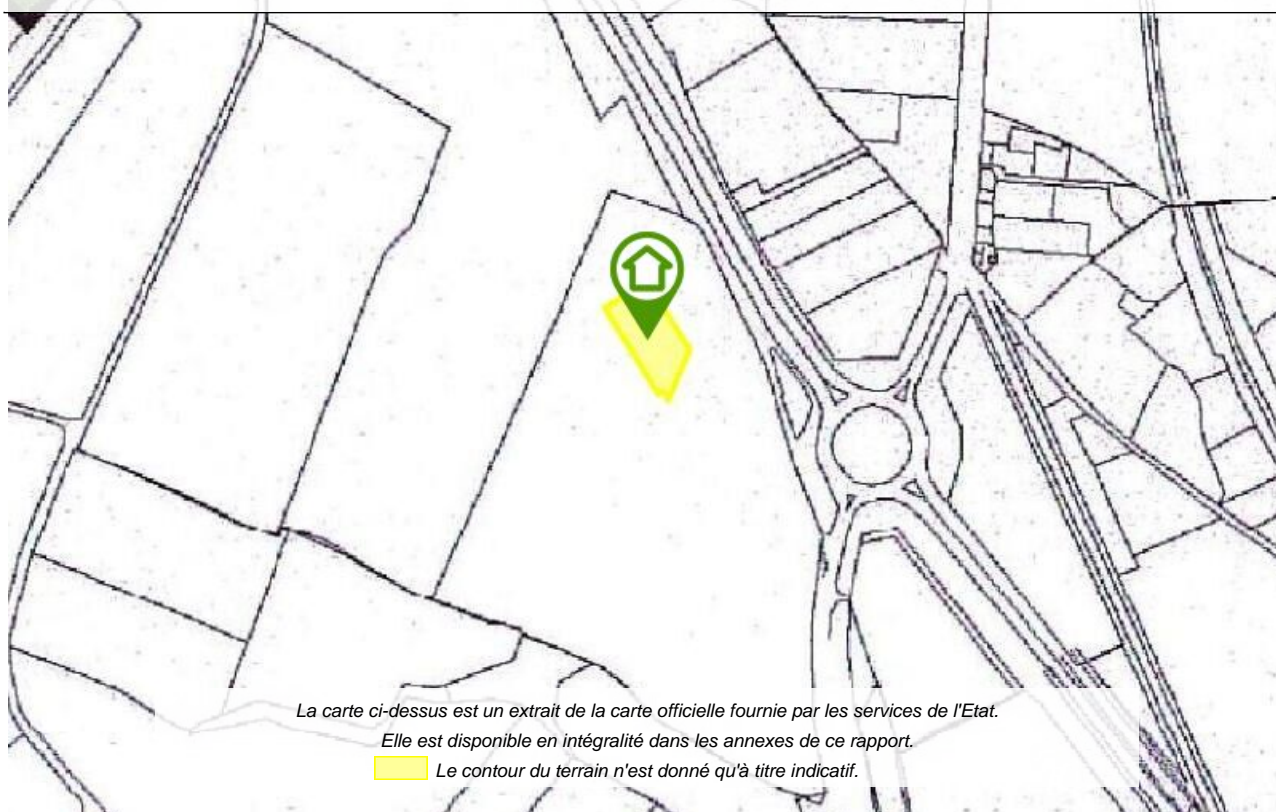 La carte ci-dessus est un extrait de la carte officielle fournie par les services de l'Etat.
Elle est disponible en intégralité dans les annexes de ce rapport.
Le contour du terrain n'est donné qu'à titre indicatif.